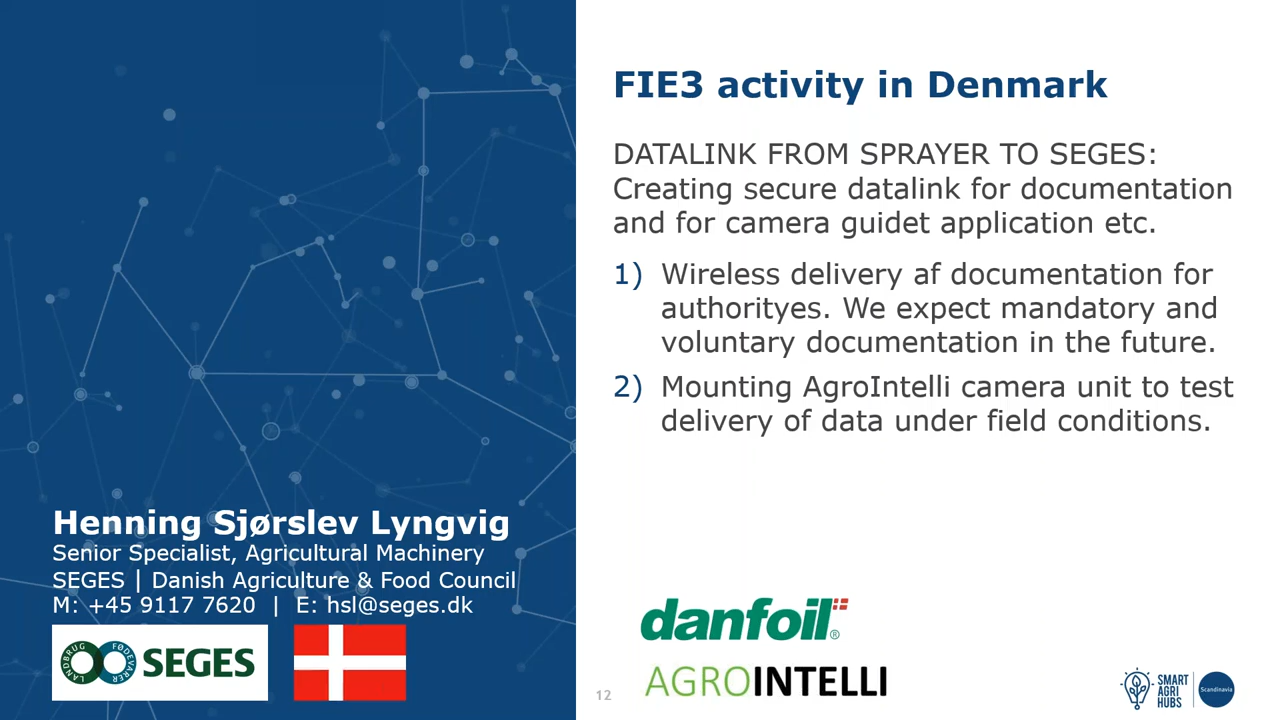 FIE3 activity in Denmark
DATALINK FROM SPRAYER TO SEGES:
Creating secure datalink for documentation
and for camera guidet application etc.
1) Wireless delivery af documentation for
authorityes. We expect mandatory and
voluntary documentation in the future.
2) Mounting AgroIntelli camera unit to test
delivery of data under field conditions.
Henning Sjørslev Lyngvig
Senior Specialist, Agricultural Machinery
SEGES | Danish Agriculture & Food Council
M: +45 9117 7620 | E: hsl@seges.dk
LANDBRUG FØDEVARER SEGES
danfoil®
AGROINTELLI
12
SMART
AGRI
HUBS
Scandinavia